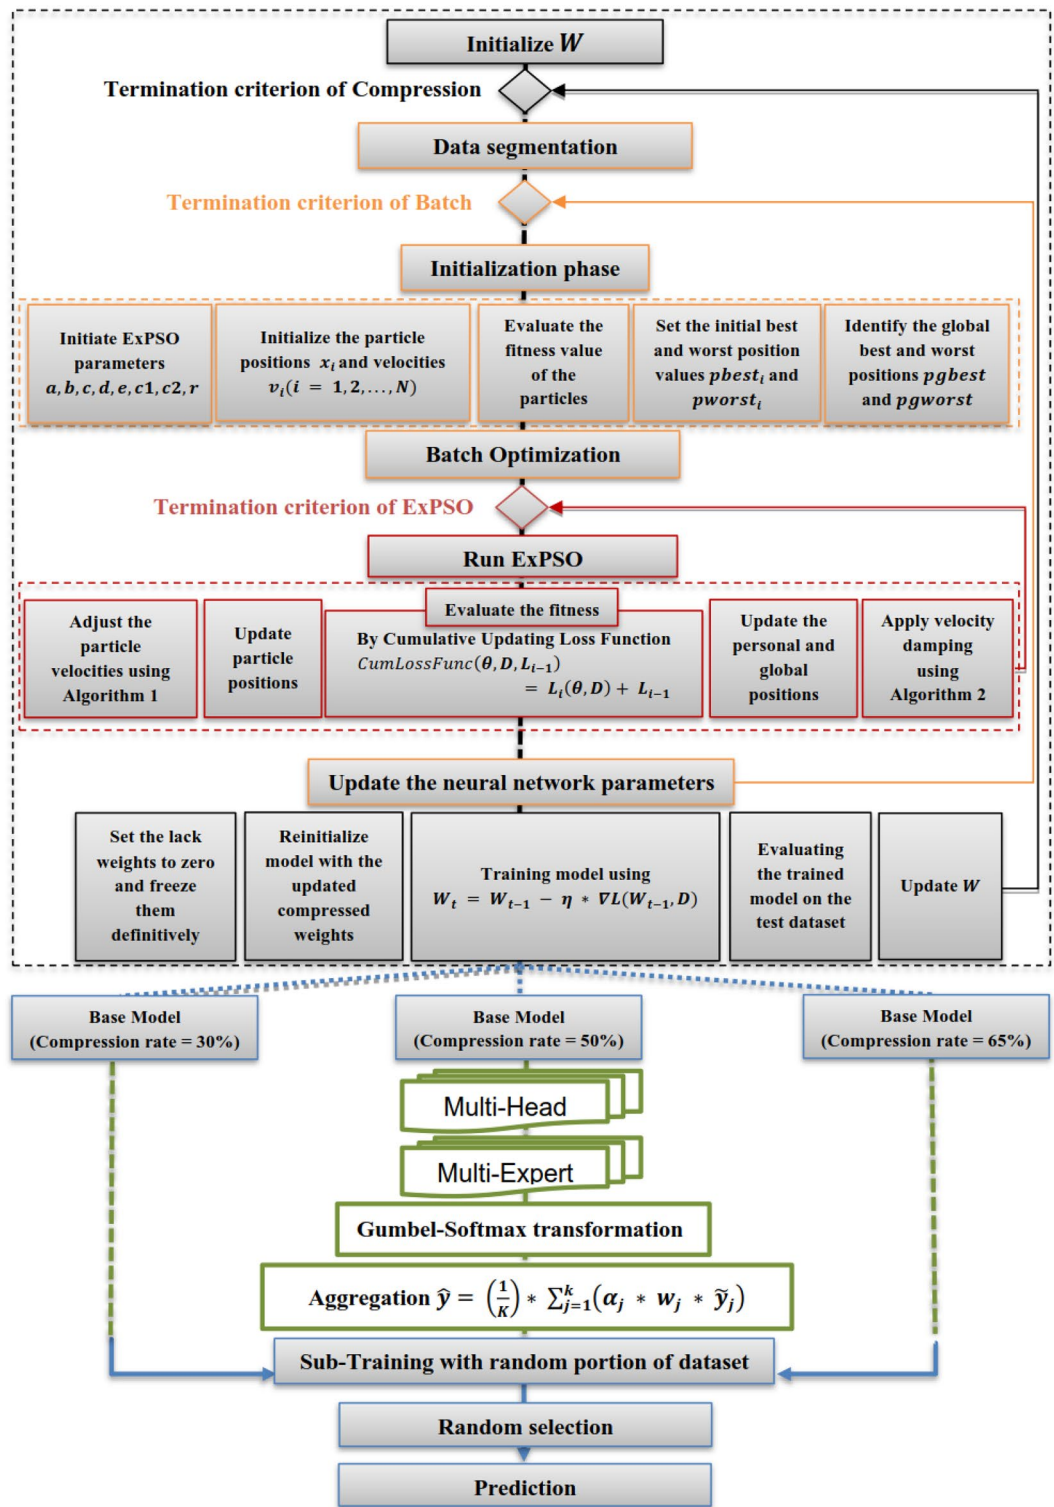 Initialize W
Termination criterion of Compression
Data segmentation
Termination criterion of Batch
Initialization phase
Initiate ExPSO
parameters
a, b, c, d, e, c1, c2, r
Initialize the particle
positions x_i and velocities
v_i(i = 1, 2, . . . , N)
Evaluate the
fitness value
of the
particles
Set the initial best
and worst position
values pbest_i and
pworst_i
Identify the global
best and worst
positions pgbest
and pgworst
Batch Optimization
Termination criterion of ExPSO
Run ExPSO
Adjust the
particle
velocities using
Algorithm 1
Update
particle
positions
Evaluate the fitness
By Cumulative Updating Loss Function
CumLossFunc(θ, D, L_{i−1})
= L_i(θ, D) + L_{i−1}
Update the
personal and
global
positions
Apply velocity
damping
using
Algorithm 2
Update the neural network parameters
Set the lack
weights to zero
and freeze
them
definitively
Reinitialize
model with the
updated
compressed
weights
Training model using
W_t = W_{t−1} − η * ∇L(W_{t−1}, D)
Evaluating
the trained
model on the
test dataset
Update W
Base Model
(Compression rate = 30%)
Base Model
(Compression rate = 50%)
Base Model
(Compression rate = 65%)
Multi-Head
Multi-Expert
Gumbel-Softmax transformation
Aggregation ŷ = (1/K) * ∑_{j=1}^{k}(α_j * w_j * ỹ_j)
Sub-Training with random portion of dataset
Random selection
Prediction